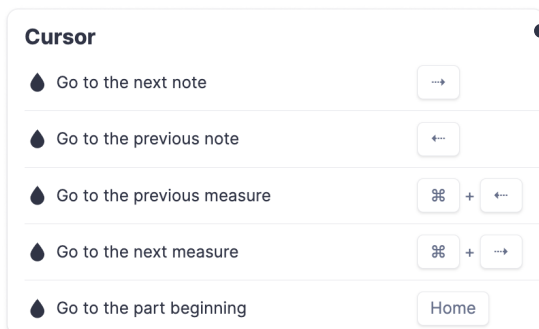 Cursor
Go to the next note ⇢
Go to the previous note ⇠
Go to the previous measure ⌘ + ⇠
Go to the next measure ⌘ + ⇢
Go to the part beginning Home